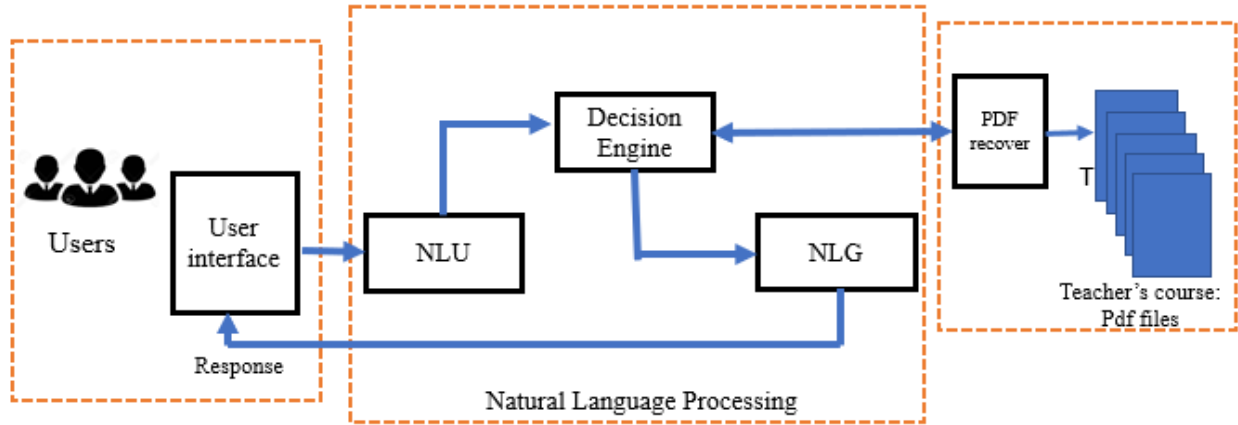 Users
User
interface
Response
NLU
Decision
Engine
NLG
Natural Language Processing
PDF
recover
T
Teacher’s course:
Pdf files